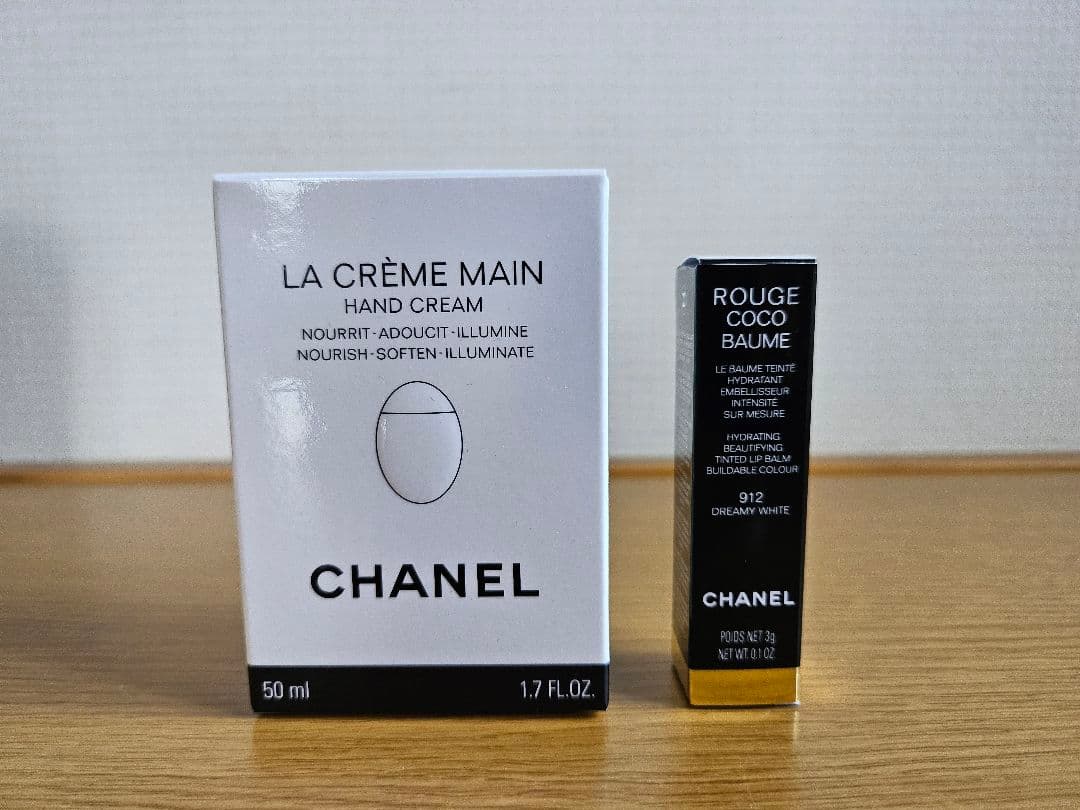 LA CRÈME MAIN
HAND CREAM
NOURRIT-ADOUCIT-ILLUMINE
NOURISH-SOFTEN-ILLUMINATE
CHANEL
50 ml
1.7 FL.OZ.
ROUGE
COCO
BAUME
LE BAUME TEINTÉ
HYDRATANT
EMBELLISSEUR
INTENSITÉ
SUR MESURE
HYDRATING
BEAUTIFYING
TINTED LIP BALM
BUILDABLE COLOUR
912
DREAMY WHITE
CHANEL
POIDS NET 3g
NET WT. 0.1 OZ.